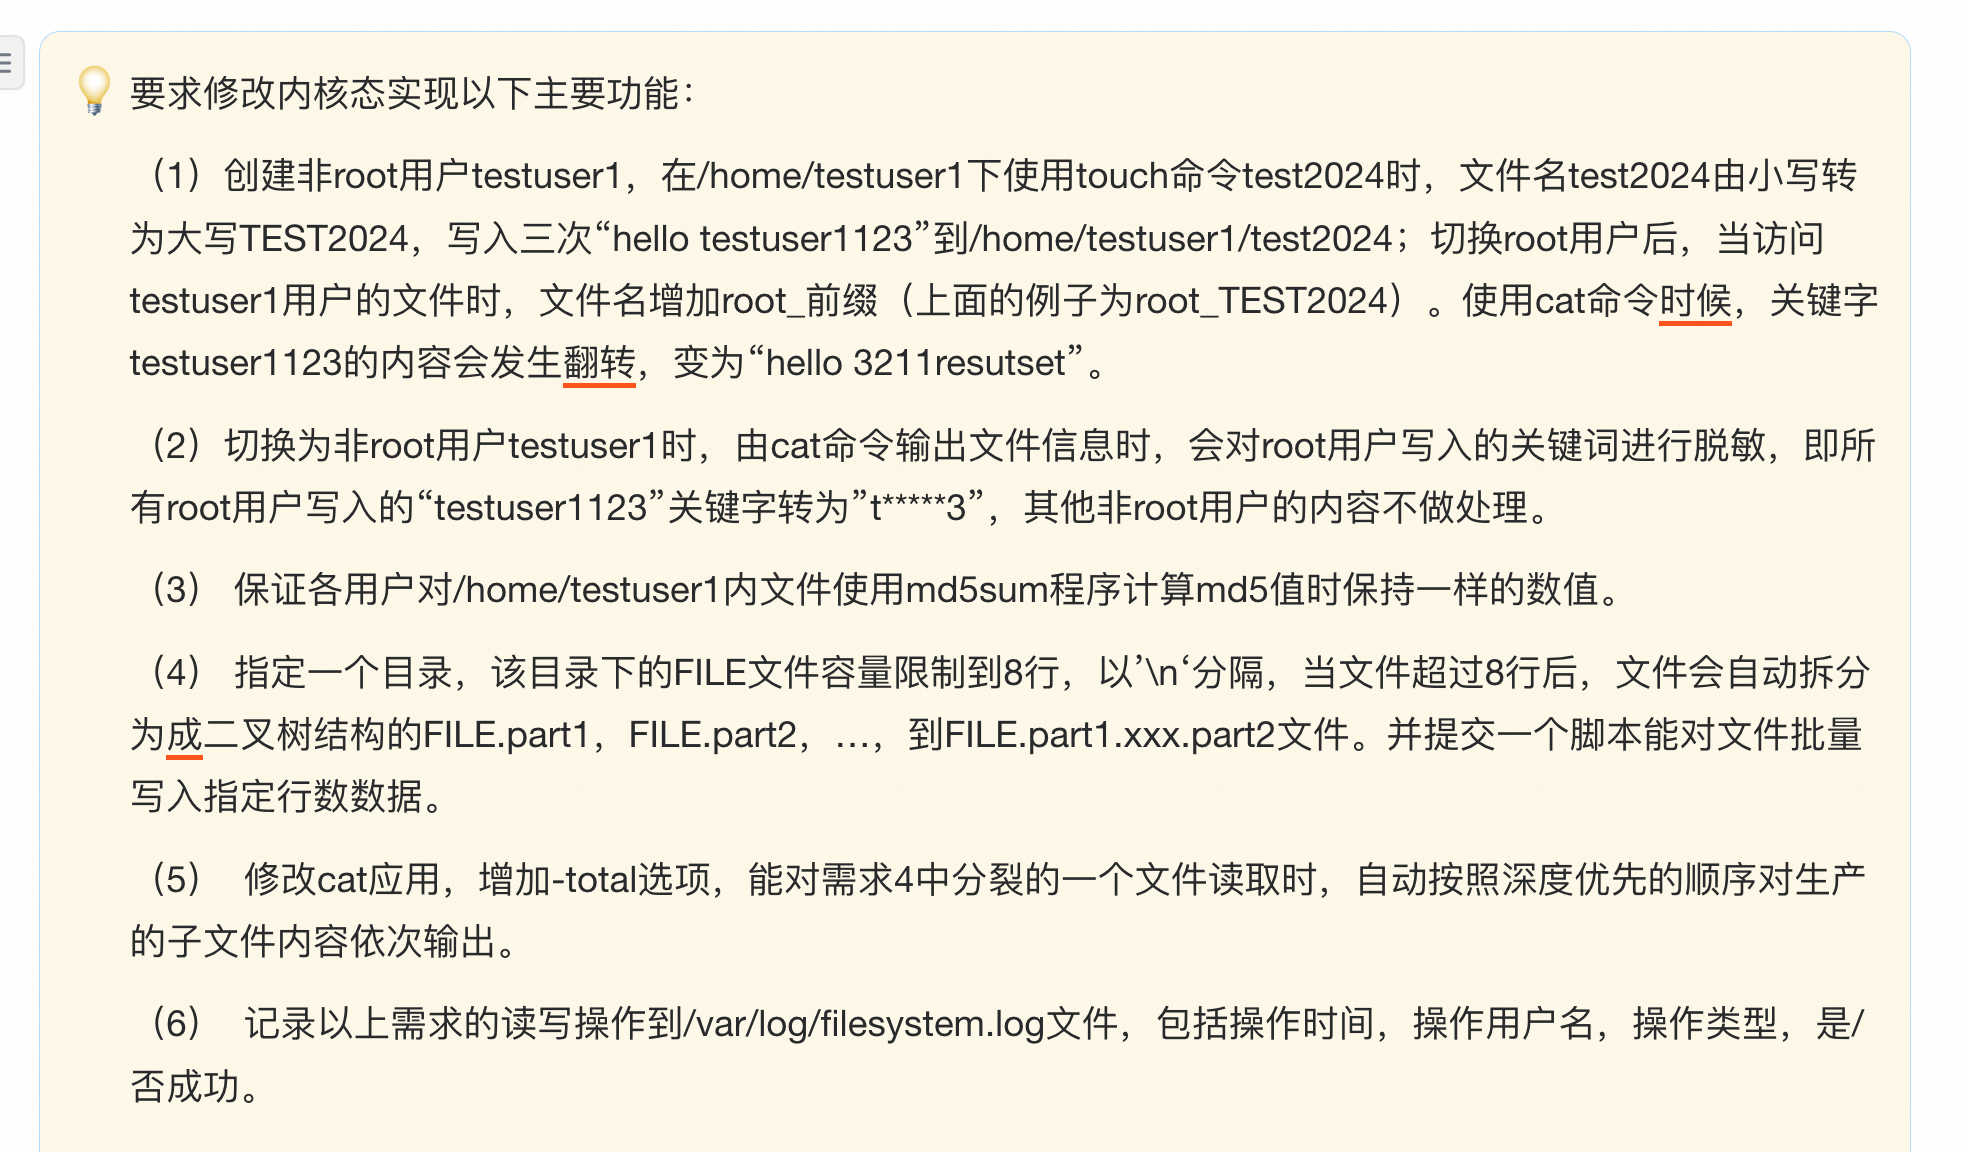 要求修改内核态实现以下主要功能：
（1）创建非root用户testuser1，在/home/testuser1下使用touch命令test2024时，文件名test2024由小写转
为大写TEST2024，写入三次“hello testuser1123”到/home/testuser1/test2024；切换root用户后，当访问
testuser1用户的文件时，文件名增加root_前缀（上面的例子为root_TEST2024）。使用cat命令时候，关键字
testuser1123的内容会发生翻转，变为“hello 3211resutset”。
（2）切换为非root用户testuser1时，由cat命令输出文件信息时，会对root用户写入的关键词进行脱敏，即所
有root用户写入的“testuser1123”关键字转为”t*****3”，其他非root用户的内容不做处理。
（3） 保证各用户对/home/testuser1内文件使用md5sum程序计算md5值时保持一样的数值。
（4） 指定一个目录，该目录下的FILE文件容量限制到8行，以’\n‘分隔，当文件超过8行后，文件会自动拆分
为成二叉树结构的FILE.part1，FILE.part2，…，到FILE.part1.xxx.part2文件。并提交一个脚本能对文件批量
写入指定行数数据。
（5） 修改cat应用，增加-total选项，能对需求4中分裂的一个文件读取时，自动按照深度优先的顺序对生产
的子文件内容依次输出。
（6） 记录以上需求的读写操作到/var/log/filesystem.log文件，包括操作时间，操作用户名，操作类型，是/
否成功。